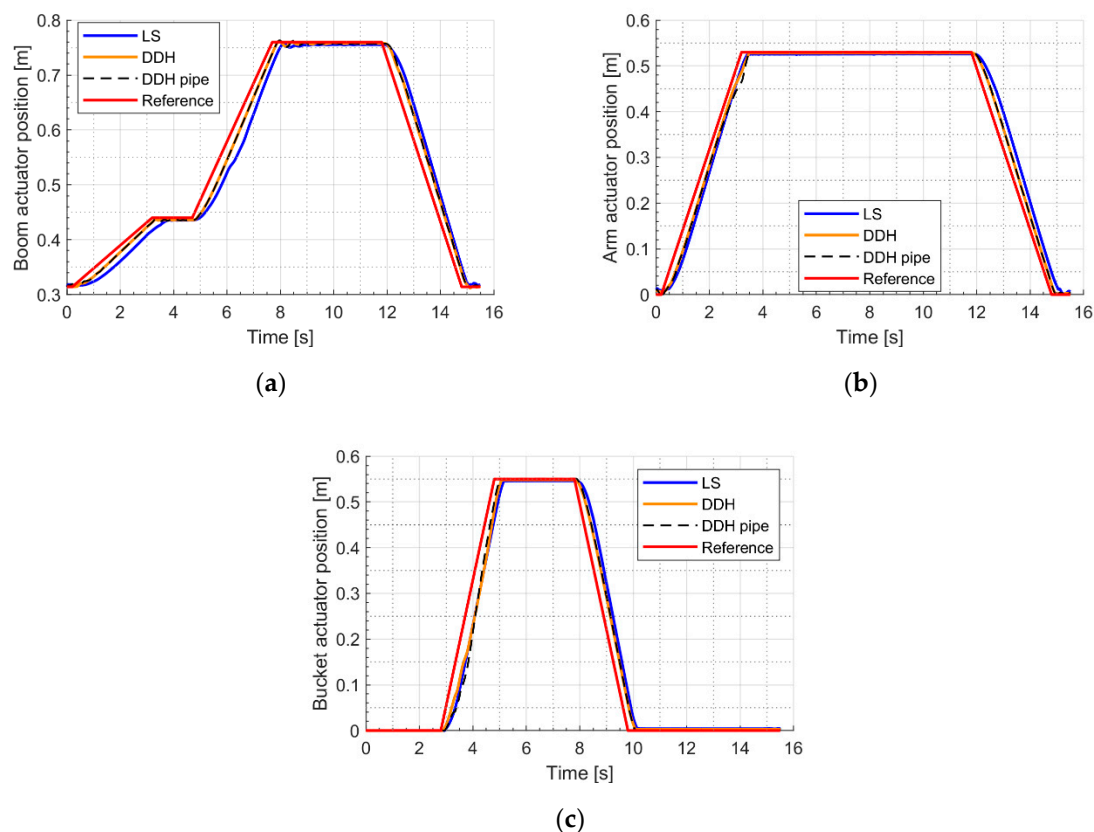 0.8
0.7
0.6
0.5
0.4
0.3
Boom actuator position [m]
LS
DDH
DDH pipe
Reference
0 2 4 6 8 10 12 14 16
Time [s]
(a)
0.6
0.5
0.4
0.3
0.2
0.1
0
Arm actuator position [m]
LS
DDH
DDH pipe
Reference
0 2 4 6 8 10 12 14 16
Time [s]
(b)
0.6
0.5
0.4
0.3
0.2
0.1
0
Bucket actuator position [m]
LS
DDH
DDH pipe
Reference
0 2 4 6 8 10 12 14 16
Time [s]
(c)